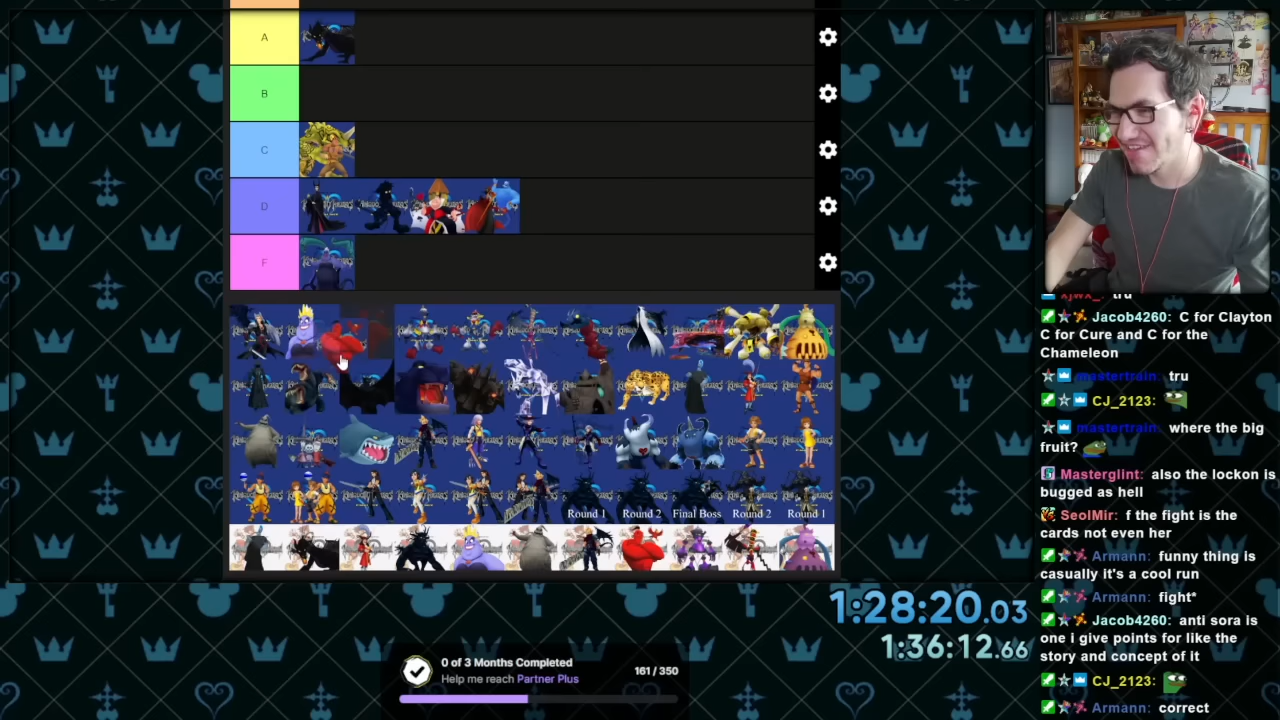 A
B
C
D
F
Round 1
Round 2
Final Boss
Round 2
Round 1
1:28:20.03
1:36:12.66
0 of 3 Months Completed
161 / 350
Help me reach Partner Plus
xjwx_: tru
Jacob4260: C for Clayton
C for Cure and C for the
Chameleon
mastertrain: tru
CJ_2123:
mastertrain: where the big
fruit?
Masterglint: also the lockon is
bugged as hell
SeolMir: f the fight is the
cards not even her
Armann: funny thing is
casually it's a cool run
Armann: fight*
Jacob4260: anti sora is
one i give points for like the
story and concept of it
CJ_2123:
Armann: correct